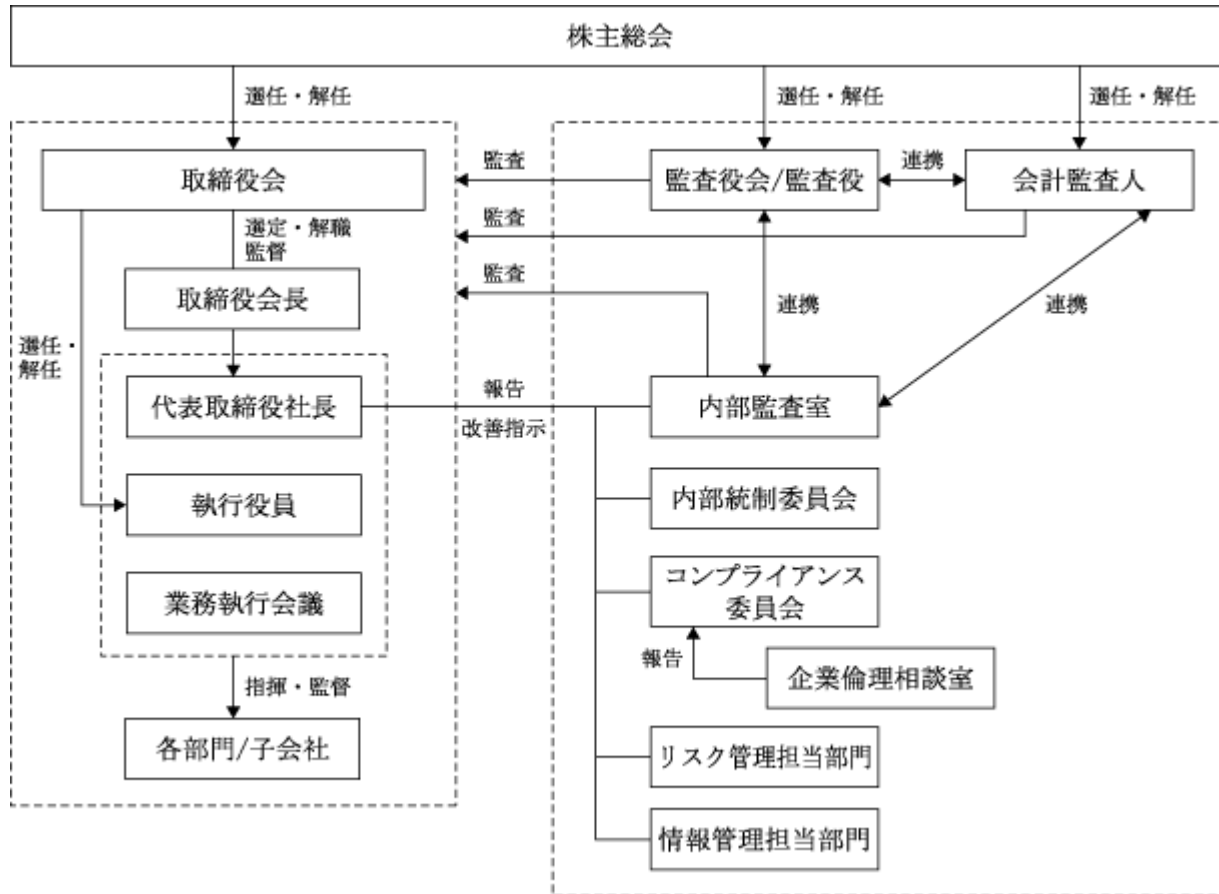 株主総会
選任・解任
選任・解任
選任・解任
取締役会
監査
監査役会/監査役
連携
会計監査人
選定・解職
監督
監査
監査
取締役会長
連携
連携
選任・
解任
代表取締役社長
報告
改善指示
内部監査室
執行役員
内部統制委員会
業務執行会議
コンプライアンス
委員会
報告
企業倫理相談室
指揮・監督
各部門/子会社
リスク管理担当部門
情報管理担当部門